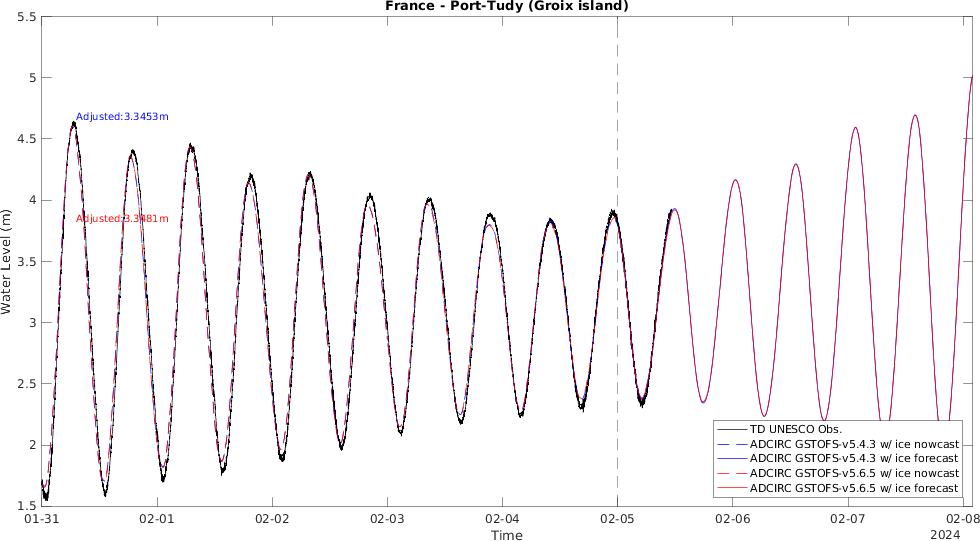 France - Port-Tudy (Groix island)
5.5
5
4.5
4
3.5
3
2.5
2
1.5
Water Level (m)
Adjusted:3.3453m
Adjusted:3.3481m
TD UNESCO Obs.
ADCIRC GSTOFS-v5.4.3 w/ ice nowcast
ADCIRC GSTOFS-v5.4.3 w/ ice forecast
ADCIRC GSTOFS-v5.6.5 w/ ice nowcast
ADCIRC GSTOFS-v5.6.5 w/ ice forecast
01-31 02-01 02-02 02-03 02-04 02-05 02-06 02-07 02-08
Time
2024